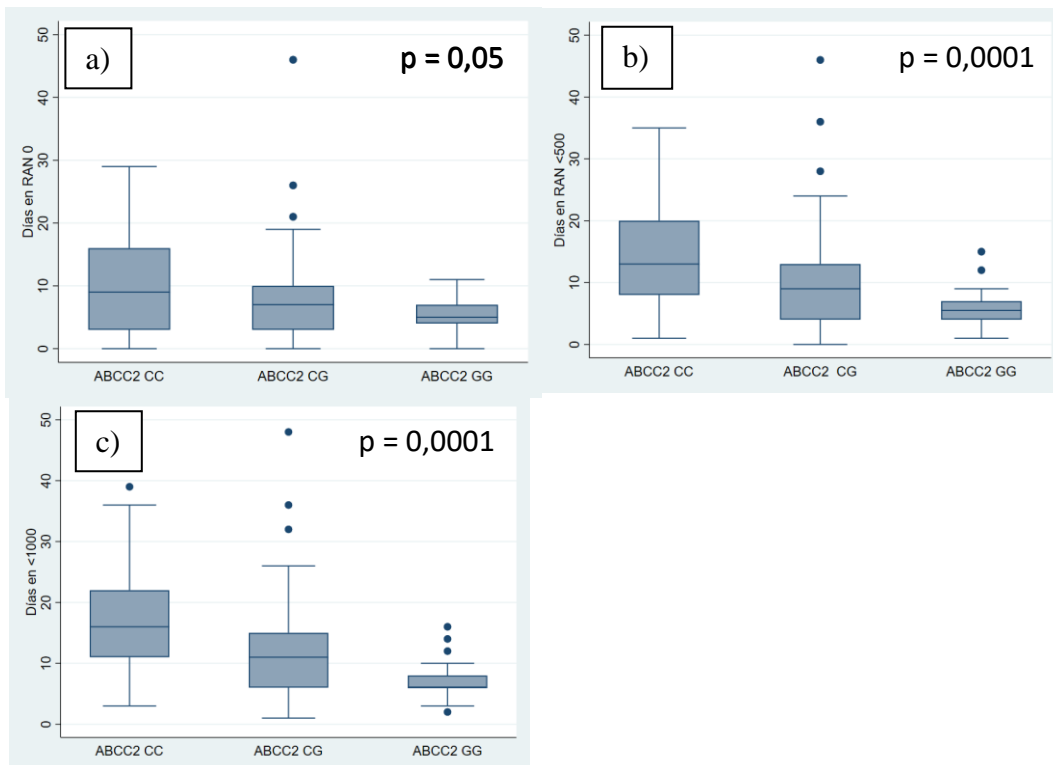 a)
p = 0,05
50
40
30
20
10
0
Días en RAN 0
ABCC2 CC
ABCC2 CG
ABCC2 GG
b)
p = 0,0001
50
40
30
20
10
0
Días en RAN <500
ABCC2 CC
ABCC2 CG
ABCC2 GG
c)
p = 0,0001
50
40
30
20
10
0
Días en <1000
ABCC2 CC
ABCC2 CG
ABCC2 GG